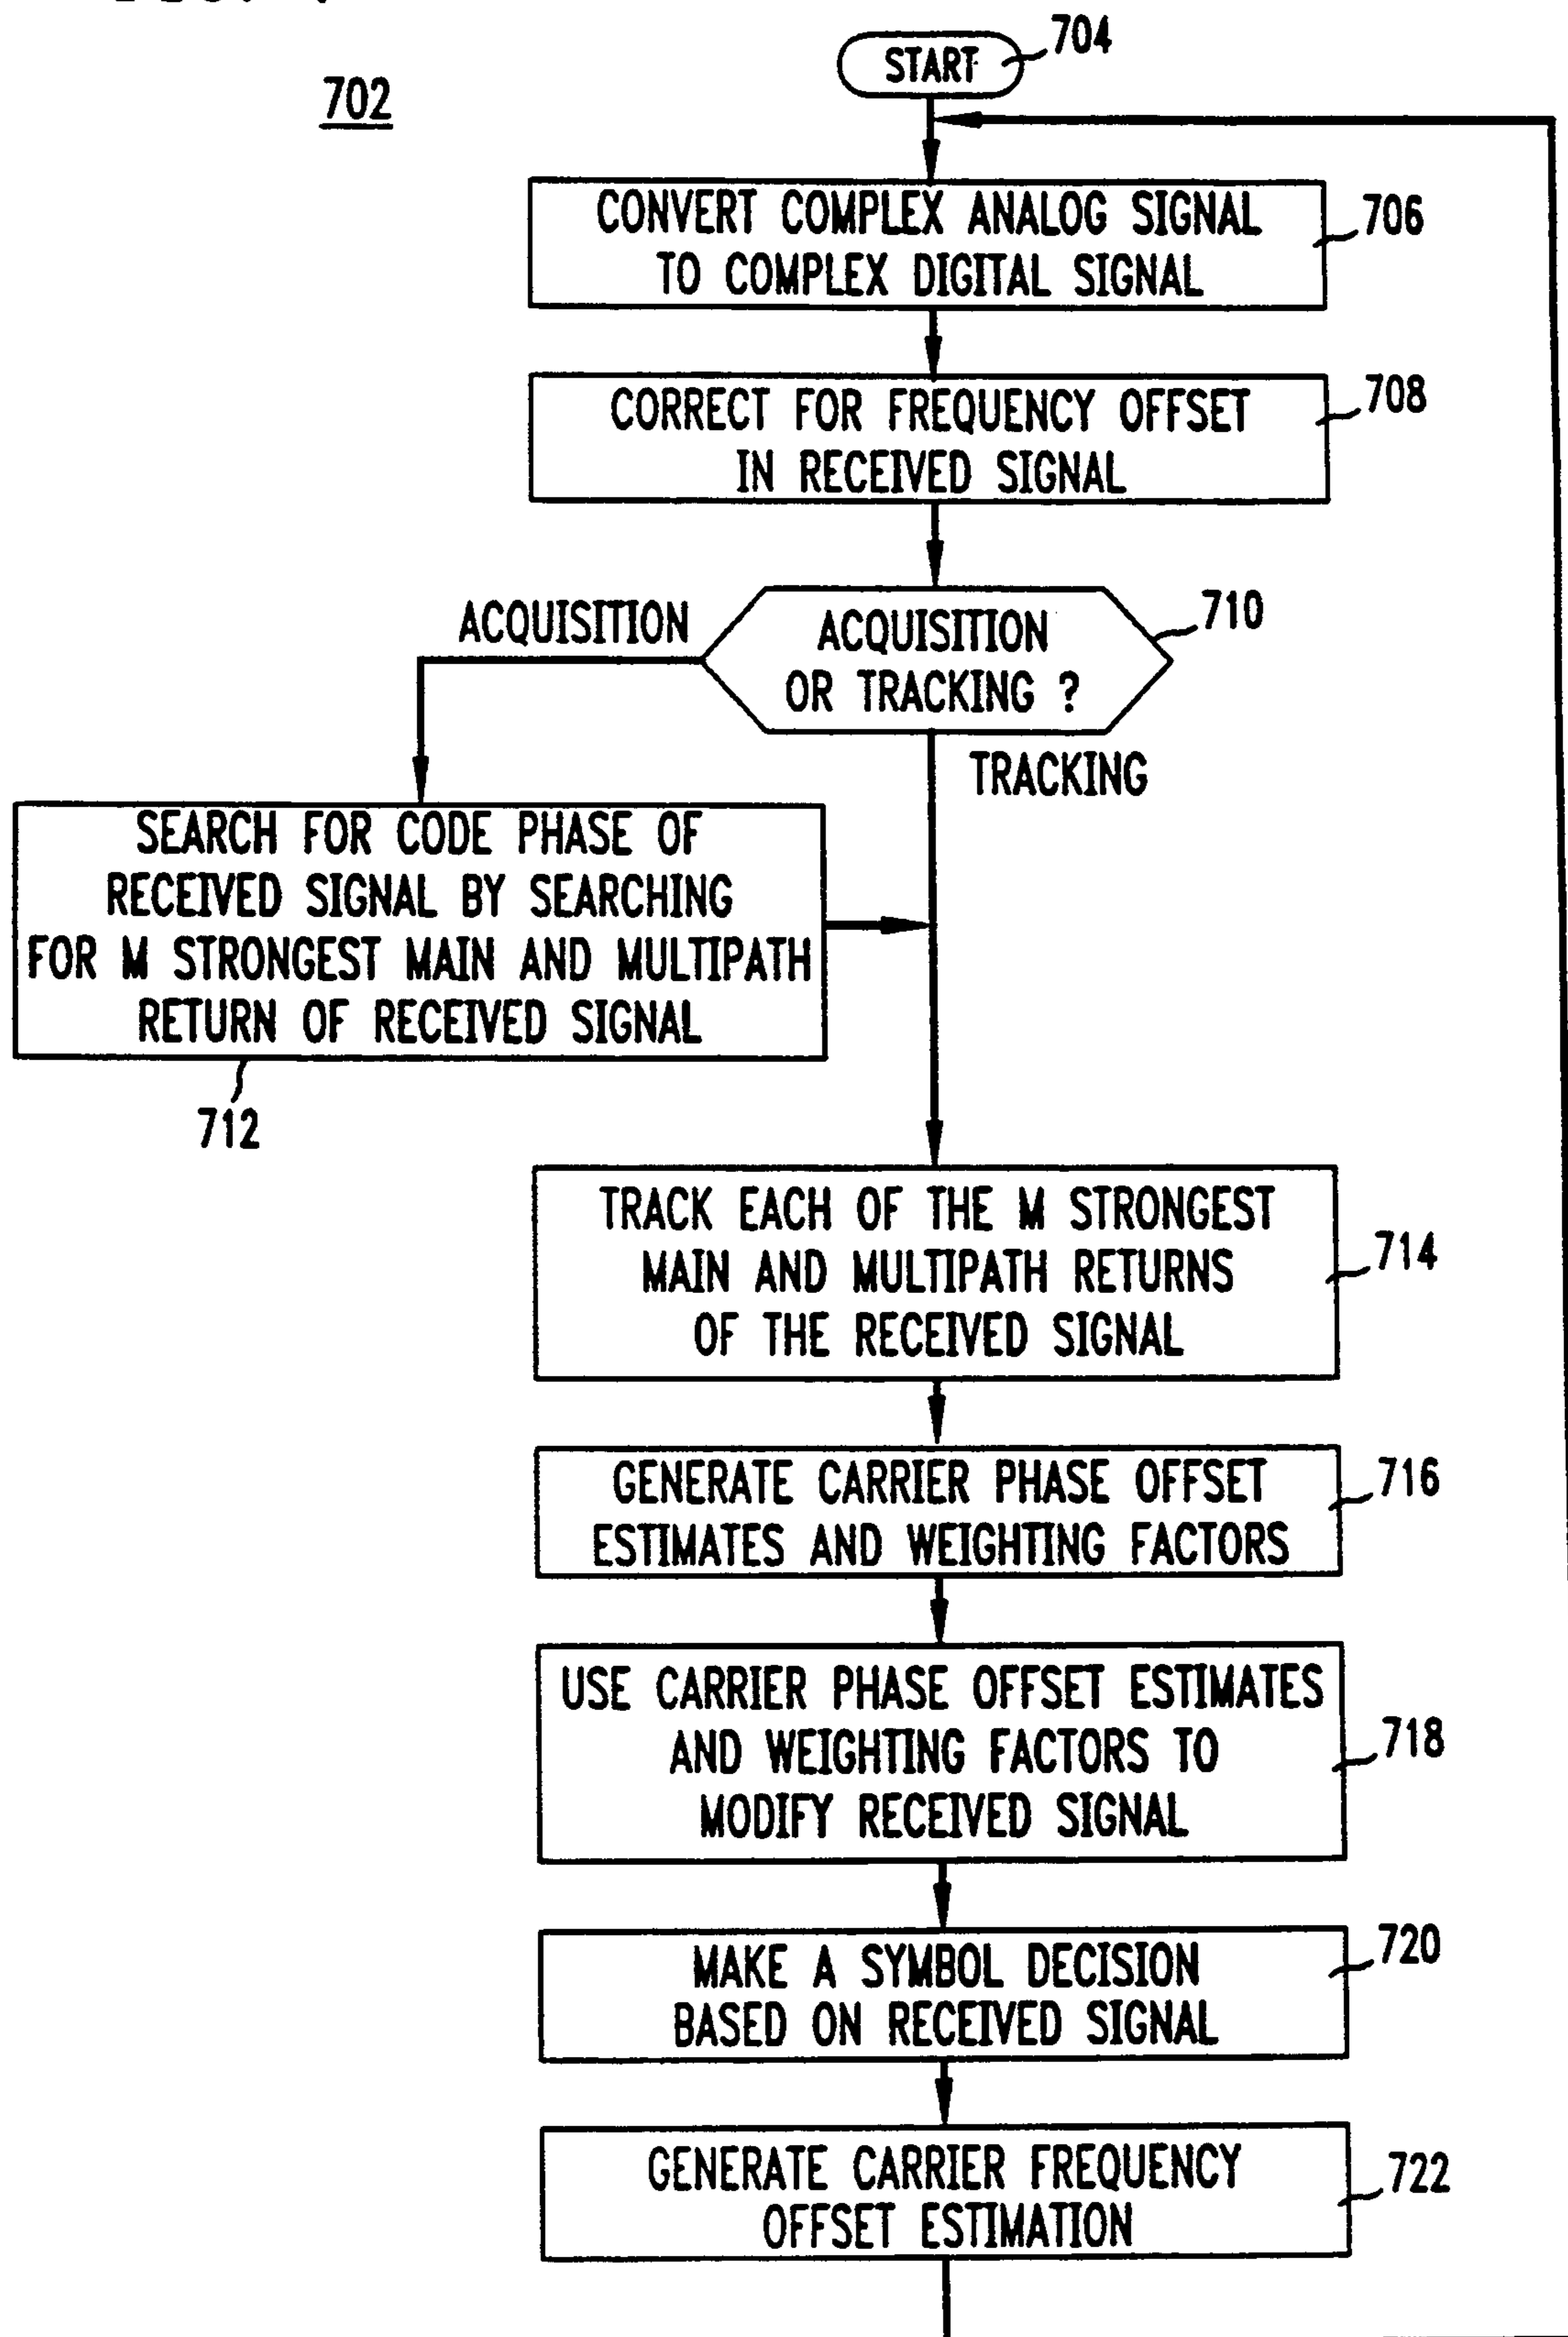 START
704
702
CONVERT COMPLEX ANALOG SIGNAL
TO COMPLEX DIGITAL SIGNAL
706
CORRECT FOR FREQUENCY OFFSET
IN RECEIVED SIGNAL
708
ACQUISITION
ACQUISITION
OR TRACKING ?
710
TRACKING
SEARCH FOR CODE PHASE OF
RECEIVED SIGNAL BY SEARCHING
FOR M STRONGEST MAIN AND MULTIPATH
RETURN OF RECEIVED SIGNAL
712
TRACK EACH OF THE M STRONGEST
MAIN AND MULTIPATH RETURNS
OF THE RECEIVED SIGNAL
714
GENERATE CARRIER PHASE OFFSET
ESTIMATES AND WEIGHTING FACTORS
716
USE CARRIER PHASE OFFSET ESTIMATES
AND WEIGHTING FACTORS TO
MODIFY RECEIVED SIGNAL
718
MAKE A SYMBOL DECISION
BASED ON RECEIVED SIGNAL
720
GENERATE CARRIER FREQUENCY
OFFSET ESTIMATION
722